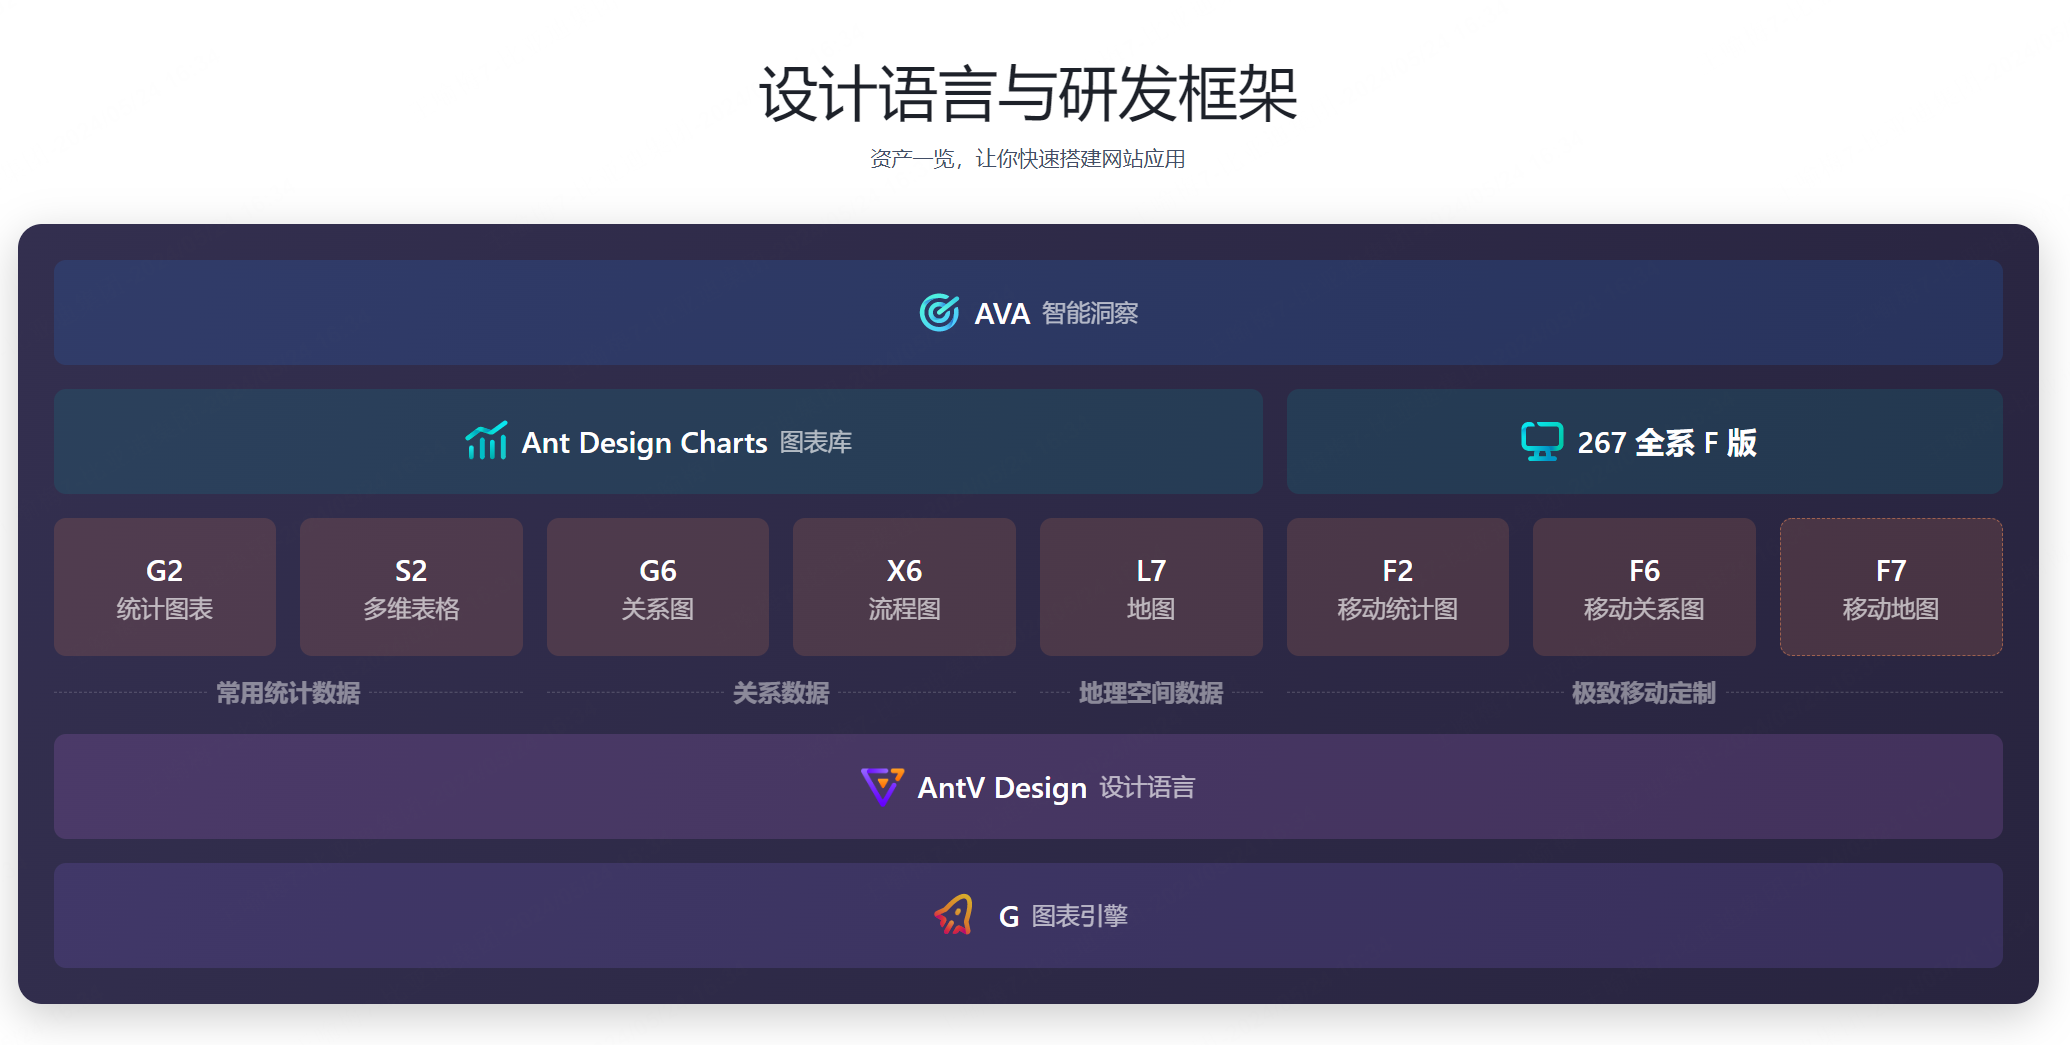 设计语言与研发框架
资产一览，让你快速搭建网站应用
AVA 智能洞察
Ant Design Charts 图表库
267 全系 F 版
G2
统计图表
S2
多维表格
G6
关系图
X6
流程图
L7
地图
F2
移动统计图
F6
移动关系图
F7
移动地图
常用统计数据
关系数据
地理空间数据
极致移动定制
AntV Design 设计语言
G 图表引擎